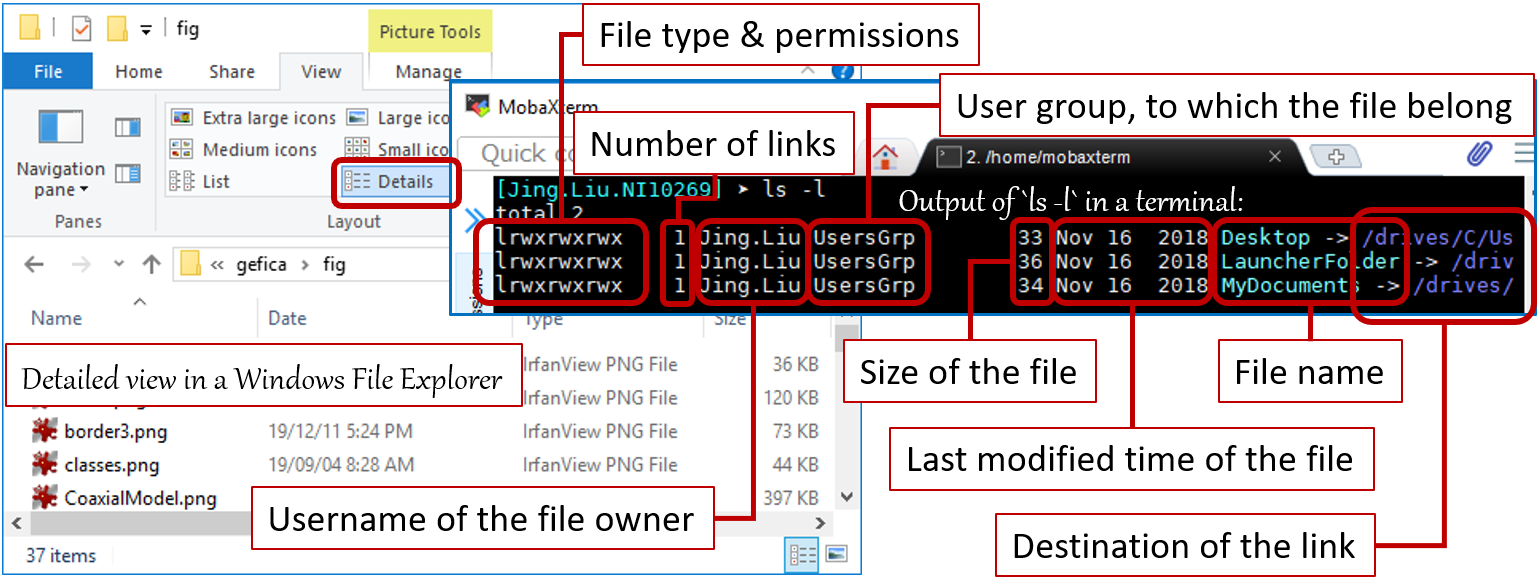 fig
Picture Tools
File
Home
Share
View
Manage
File type & permissions
MobaXterm
User group, to which the file belong
Number of links
Extra large icons
Medium icons
Small
List
Details
Navigation
pane
Panes
Layout
Quick
2. /home/mobaxterm
[Jing.Liu.NI10269] ➤ ls -l
total 2
Output of `ls -l` in a terminal:
lrwxrwxrwx 1 Jing.Liu UsersGrp 33 Nov 16 2018 Desktop -> /drives/C/Us
lrwxrwxrwx 1 Jing.Liu UsersGrp 36 Nov 16 2018 LauncherFolder -> /driv
lrwxrwxrwx 1 Jing.Liu UsersGrp 34 Nov 16 2018 MyDocuments -> /drives/
« gefica › fig
Name Date Type Size
Detailed view in a Windows File Explorer
Size of the file
File name
IrfanView PNG File 36 KB
IrfanView PNG File 120 KB
border3.png 19/12/11 5:24 PM IrfanView PNG File 73 KB
classes.png 19/09/04 8:28 AM IrfanView PNG File 44 KB
CoaxialModel.png 397 KB
Last modified time of the file
Username of the file owner
Destination of the link
37 items